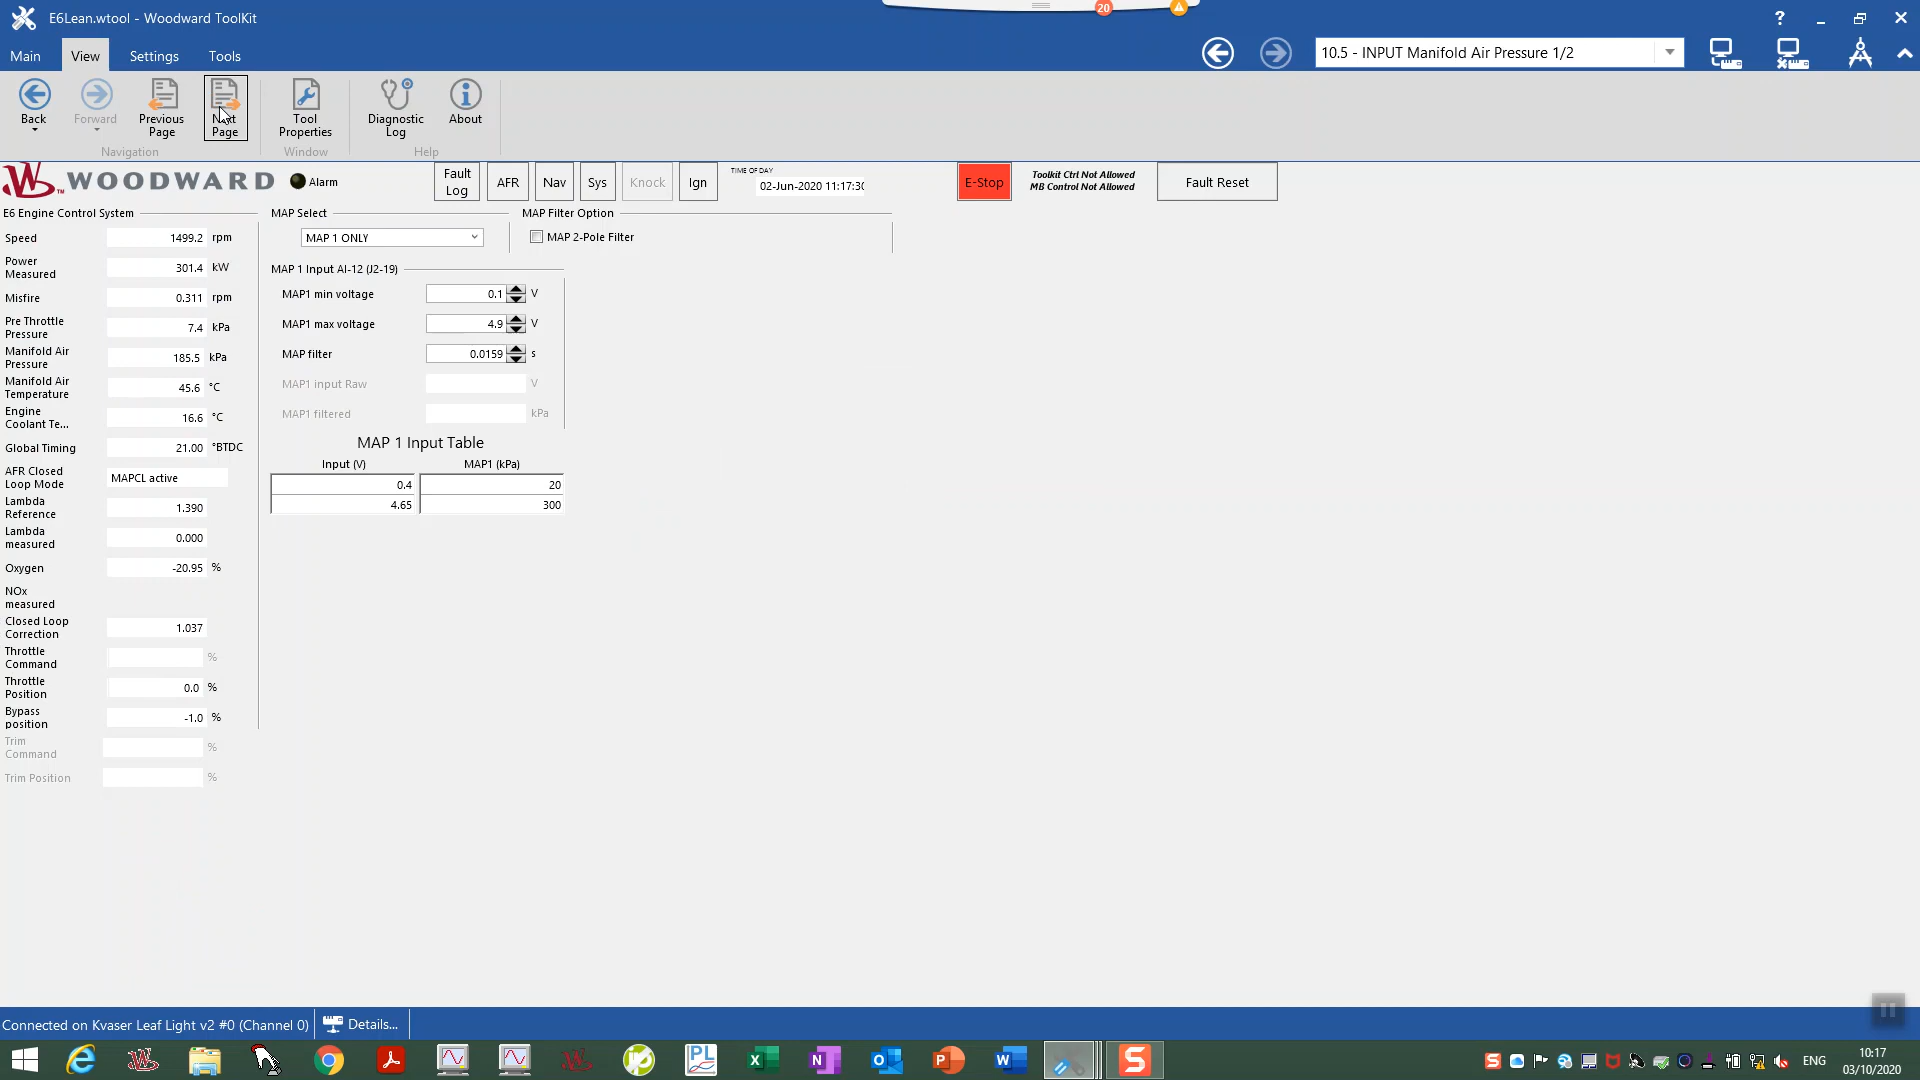 E6Lean.wtool - Woodward ToolKit
20
?
Main
View
Settings
Tools
10.5 - INPUT Manifold Air Pressure 1/2
Back
Forward
Previous
Page
Next
Page
Tool
Properties
Diagnostic
Log
About
Navigation
Window
Help
WOODWARD
Alarm
Fault
Log
AFR
Nav
Sys
Knock
Ign
TIME OF DAY
02-Jun-2020 11:17:30
E-Stop
Toolkit Ctrl Not Allowed
MB Control Not Allowed
Fault Reset
E6 Engine Control System
MAP Select
MAP Filter Option
Speed
1499.2
rpm
MAP 1 ONLY
MAP 2-Pole Filter
Power
Measured
301.4
kW
MAP 1 Input AI-12 (J2-19)
Misfire
0.311
rpm
MAP1 min voltage
0.1
V
Pre Throttle
Pressure
7.4
kPa
MAP1 max voltage
4.9
V
Manifold Air
Pressure
185.5
kPa
MAP filter
0.0159
s
Manifold Air
Temperature
45.6
°C
MAP1 input Raw
V
Engine
Coolant Te...
16.6
°C
MAP1 filtered
kPa
Global Timing
21.00
°BTDC
MAP 1 Input Table
Input (V)
MAP1 (kPa)
0.4
20
4.65
300
AFR Closed
Loop Mode
MAPCL active
Lambda
Reference
1.390
Lambda
measured
0.000
Oxygen
-20.95
%
NOx
measured
Closed Loop
Correction
1.037
Throttle
Command
%
Throttle
Position
0.0
%
Bypass
position
-1.0
%
Trim
Command
%
Trim Position
%
Connected on Kvaser Leaf Light v2 #0 (Channel 0)
Details...
ENG
10:17
03/10/2020